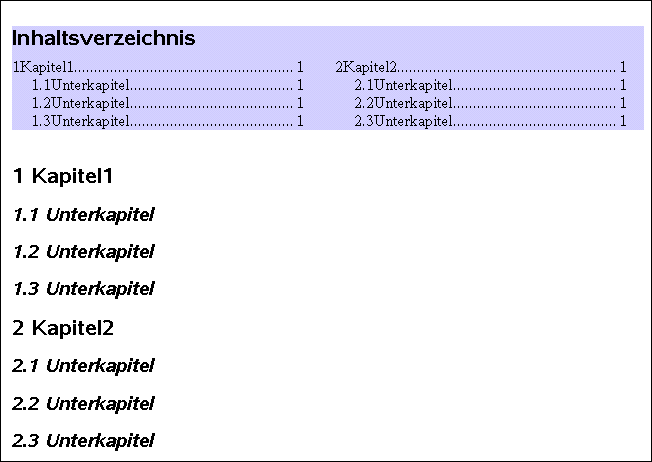 Inhaltsverzeichnis
1Kapitel1.......................................................... 1
1.1Unterkapitel........................................... 1
1.2Unterkapitel........................................... 1
1.3Unterkapitel........................................... 1
2Kapitel2.......................................................... 1
2.1Unterkapitel........................................... 1
2.2Unterkapitel........................................... 1
2.3Unterkapitel........................................... 1
1 Kapitel1
1.1 Unterkapitel
1.2 Unterkapitel
1.3 Unterkapitel
2 Kapitel2
2.1 Unterkapitel
2.2 Unterkapitel
2.3 Unterkapitel